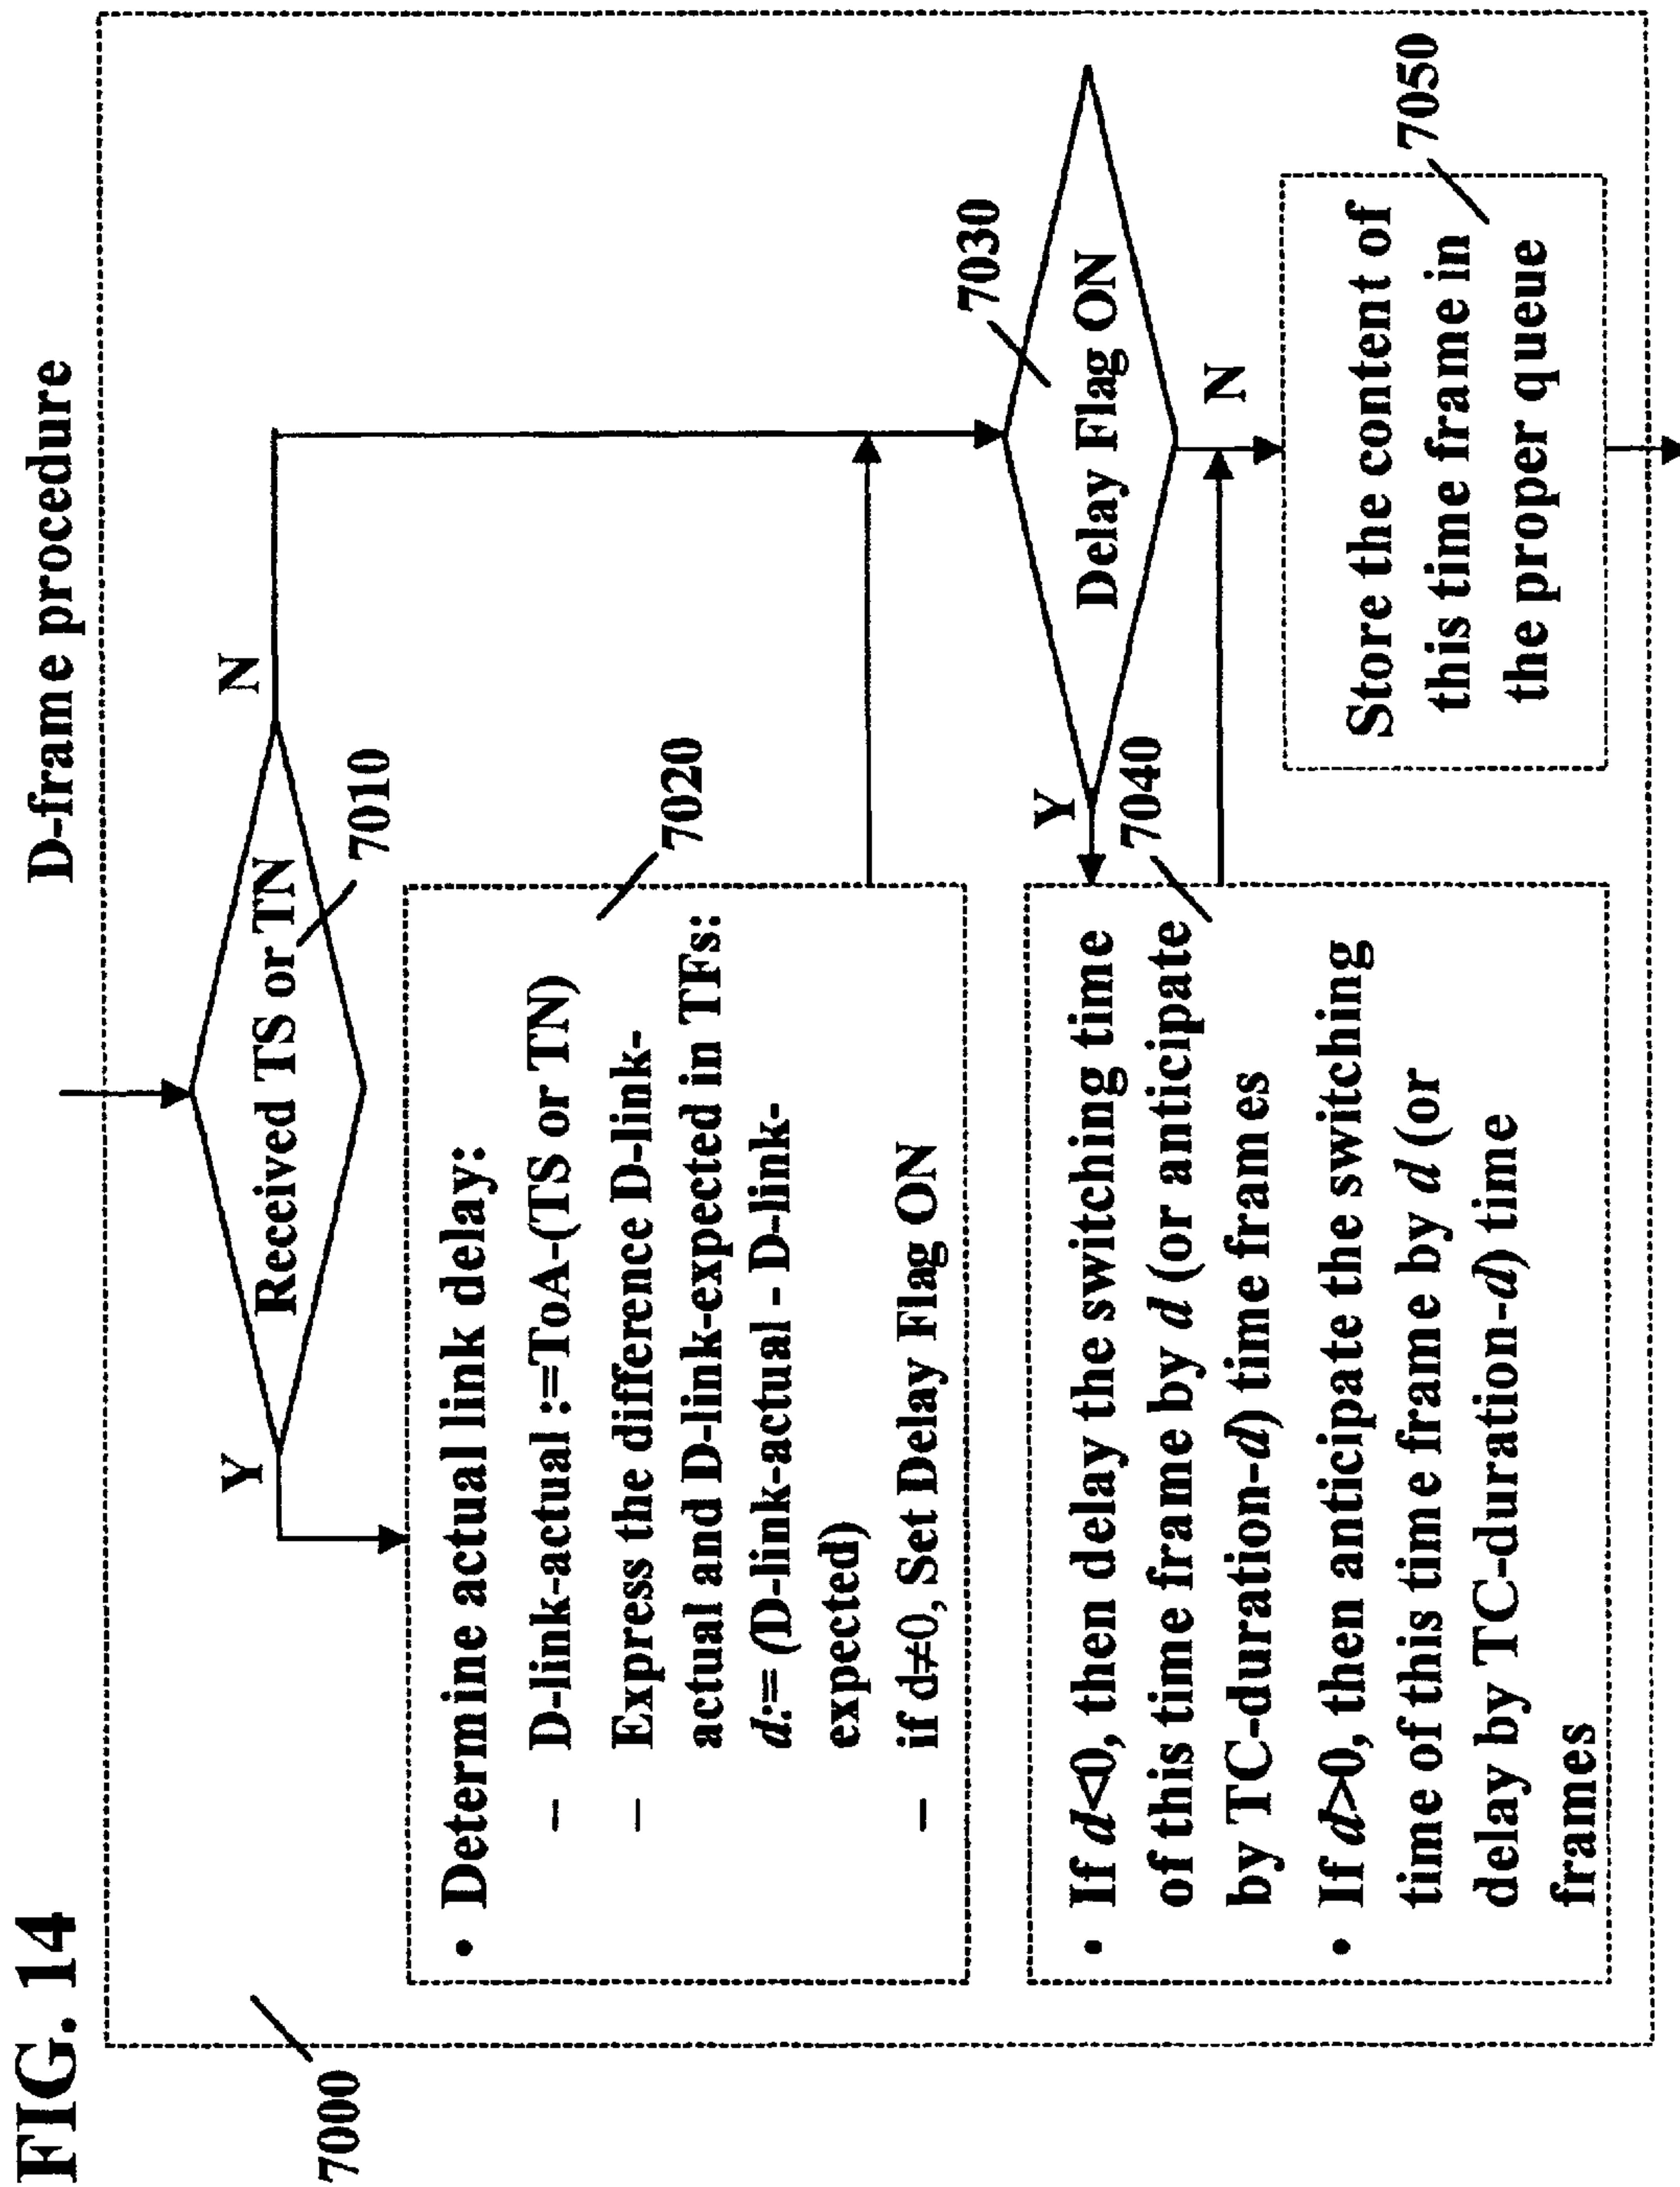 FIG. 14
D-frame procedure
7000
Received TS or TN
Y
N
7010
• Determine actual link delay:
– D-link-actual :=ToA-(TS or TN)
– Express the difference D-link-
actual and D-link-expected in TFs:
d:= (D-link-actual - D-link-
expected)
– if d≠0, Set Delay Flag ON
7020
7030
Delay Flag ON
Y
N
7040
• If d<0, then delay the switching time
of this time frame by d (or anticipate
by TC-duration-d) time frames
• If d>0, then anticipate the switching
time of this time frame by d (or
delay by TC-duration-d) time
frames
7050
Store the content of
this time frame in
the proper queue